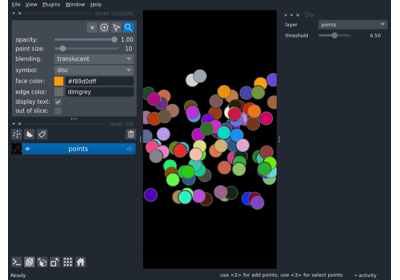 File View Plugins Window Help
layer controls
opacity: 1.00
point size: 10
blending: translucent
symbol: disc
face color: #f89d0dff
edge color: dimgrey
display text:
out of slice:
layer list
points
layer points
threshold 0.50
Ready
use <2> for add points, use <3> for select points
activity